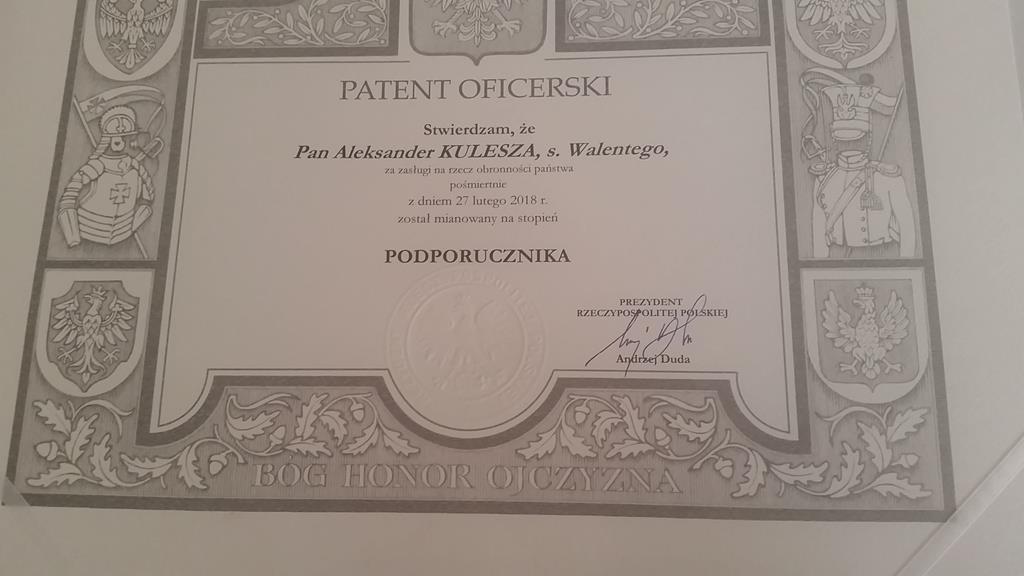 PATENT OFICERSKI
Stwierdzam, że
Pan Aleksander KULESZA, s. Walentego,
za zasługi na rzecz obronności państwa
pośmiertnie
z dniem 27 lutego 2018 r.
został mianowany na stopień
PODPORUCZNIKA
PREZYDENT
RZECZYPOSPOLITEJ POLSKIEJ
Andrzej Duda
BÓG HONOR OJCZYZNA